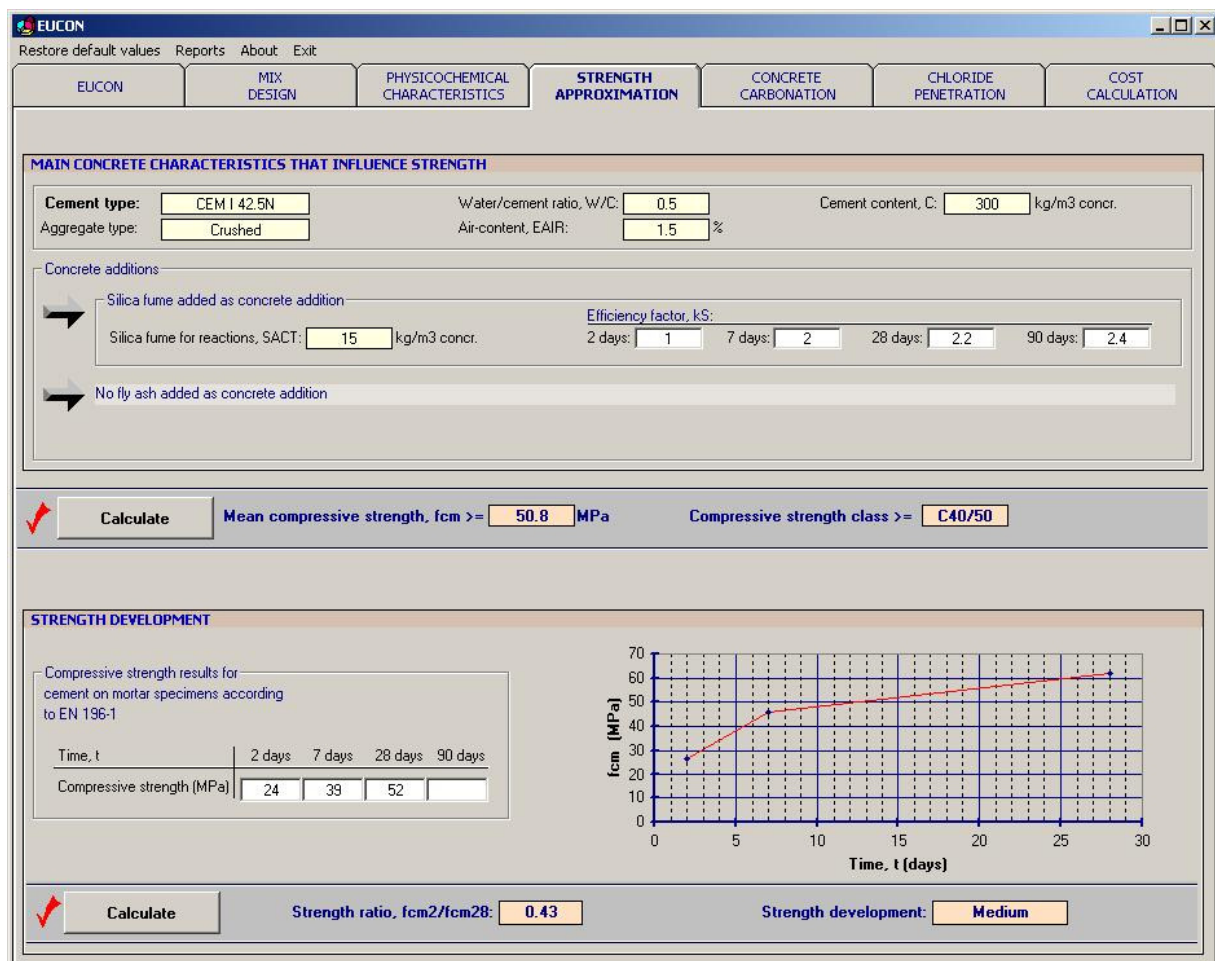 EUCON
Restore default values Reports About Exit
EUCON
MIX DESIGN
PHYSICOCHEMICAL CHARACTERISTICS
STRENGTH APPROXIMATION
CONCRETE CARBONATION
CHLORIDE PENETRATION
COST CALCULATION
MAIN CONCRETE CHARACTERISTICS THAT INFLUENCE STRENGTH
Cement type: CEM I 42.5N Water/cement ratio, W/C: 0.5 Cement content, C: 300 kg/m3 concr.
Aggregate type: Crushed Air-content, EAIR: 1.5 %
Concrete additions
Silica fume added as concrete addition
Efficiency factor, kS:
Silica fume for reactions, SACT: 15 kg/m3 concr. 2 days: 1 7 days: 2 28 days: 2.2 90 days: 2.4
No fly ash added as concrete addition
Calculate Mean compressive strength, fcm >= 50.8 MPa Compressive strength class >= C40/50
STRENGTH DEVELOPMENT
Compressive strength results for
cement on mortar specimens according
to EN 196-1
Time, t 2 days 7 days 28 days 90 days
Compressive strength (MPa) 24 39 52
fcm (MPa)
70
60
50
40
30
20
10
0
0 5 10 15 20 25 30
Time, t (days)
Calculate Strength ratio, fcm2/fcm28: 0.43 Strength development: Medium